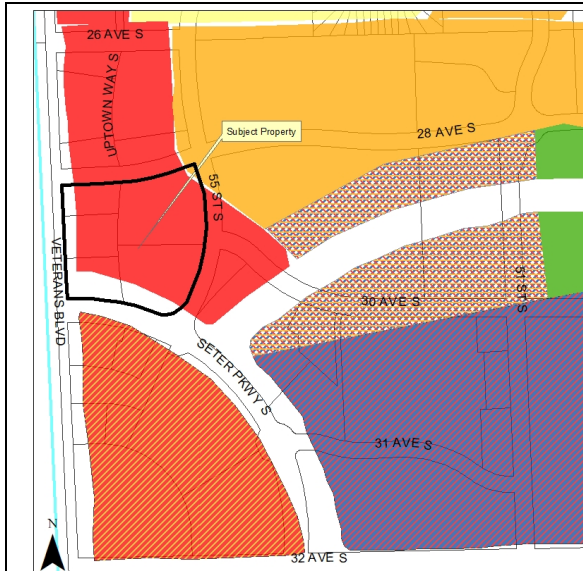 26 AVE S
UPTOWN WAY S
Subject Property
28 AVE S
55 ST S
VETERANS BLVD
51 ST S
30 AVE S
SETER PKWY S
31 AVE S
N
32 AVE S